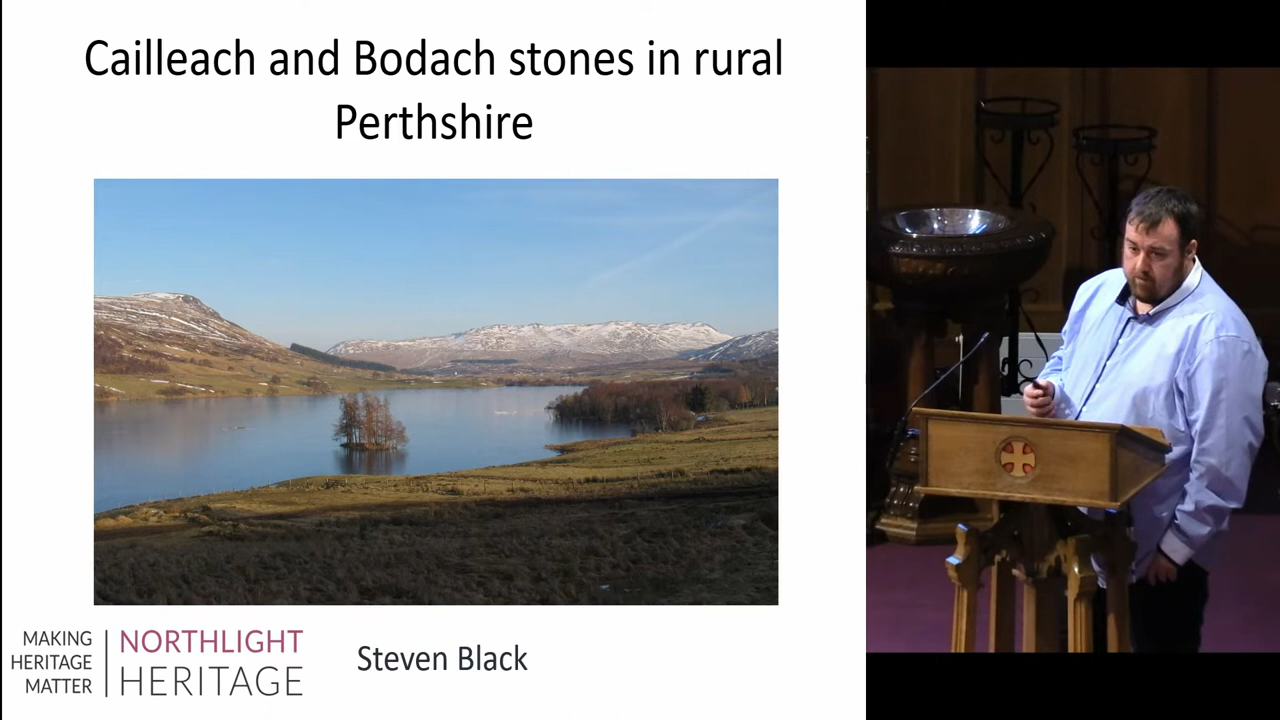 Cailleach and Bodach stones in rural
Perthshire
MAKING
HERITAGE
MATTER
NORTHLIGHT
HERITAGE
Steven Black